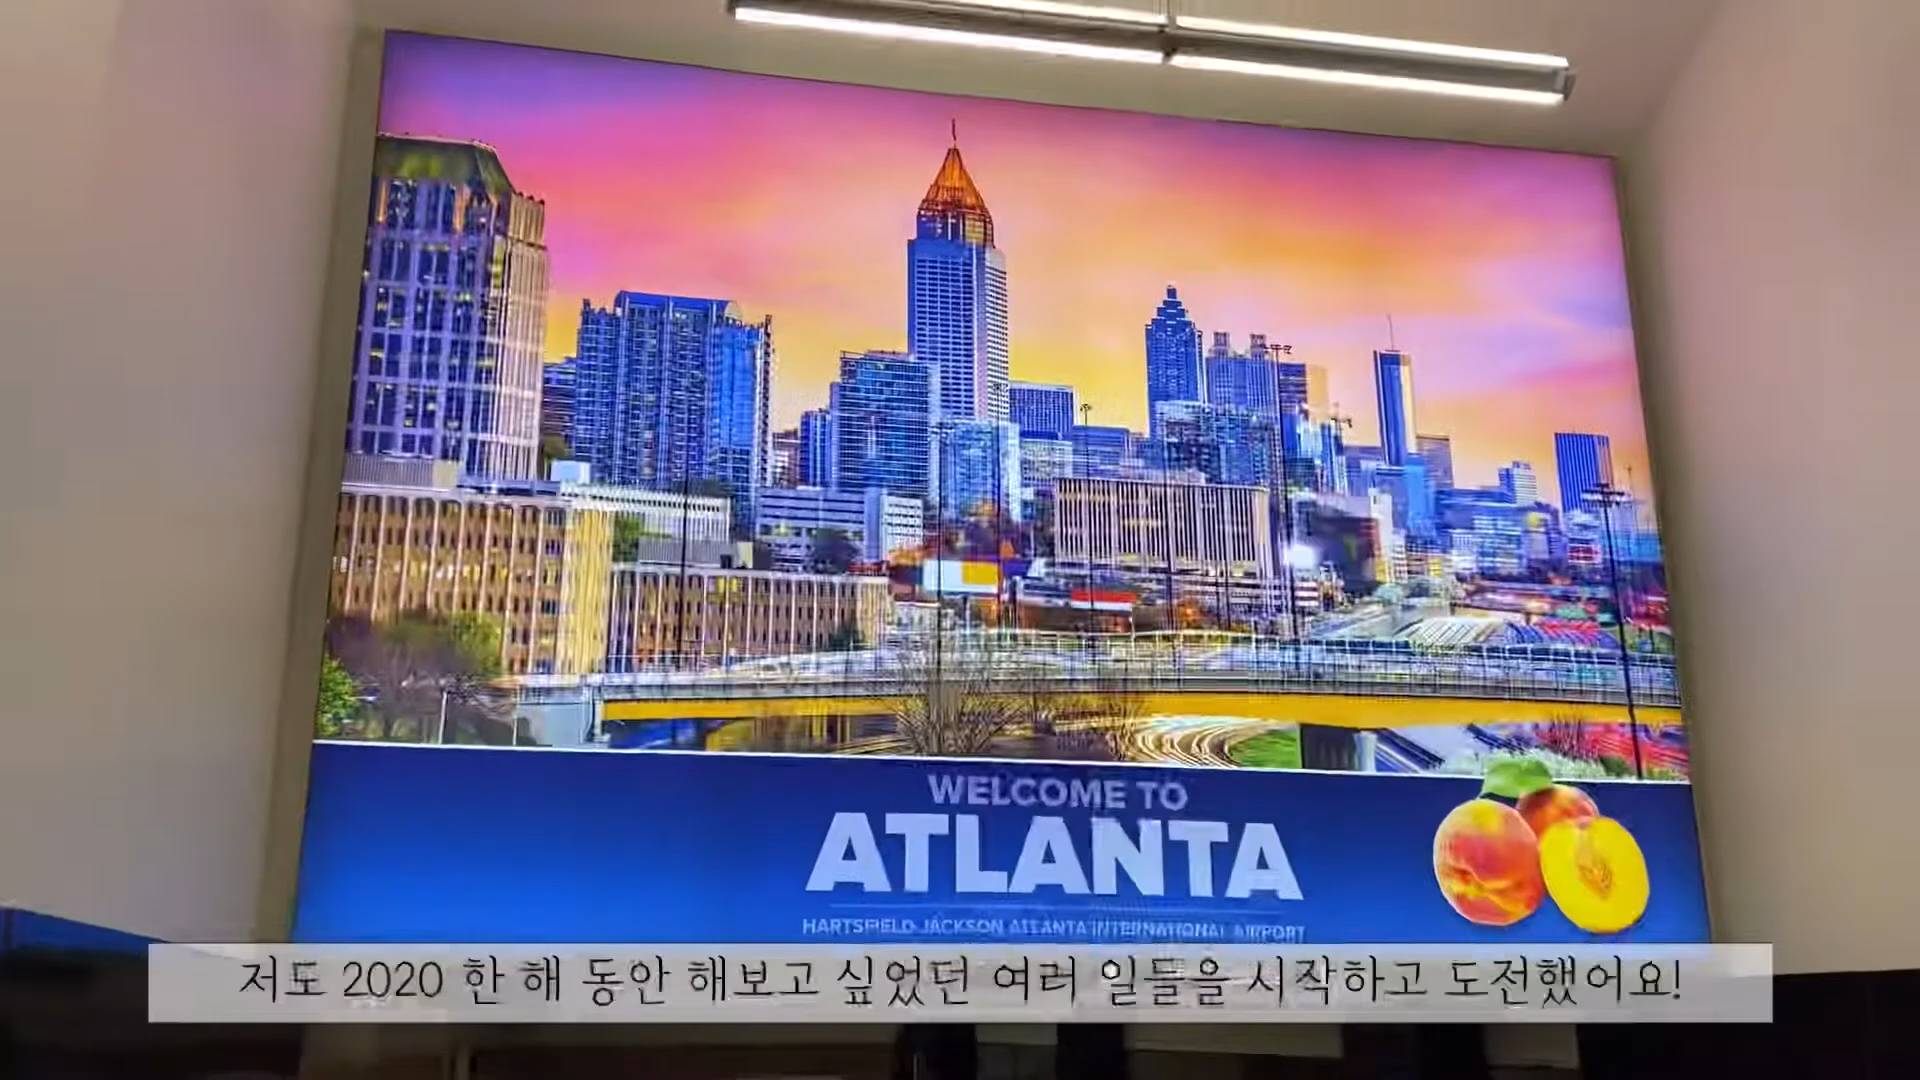 WELCOME TO
ATLANTA
HARTSFIELD-JACKSON ATLANTA INTERNATIONAL AIRPORT
저도 2020 한 해 동안 해보고 싶었던 여러 일들을 시작하고 도전했어요!